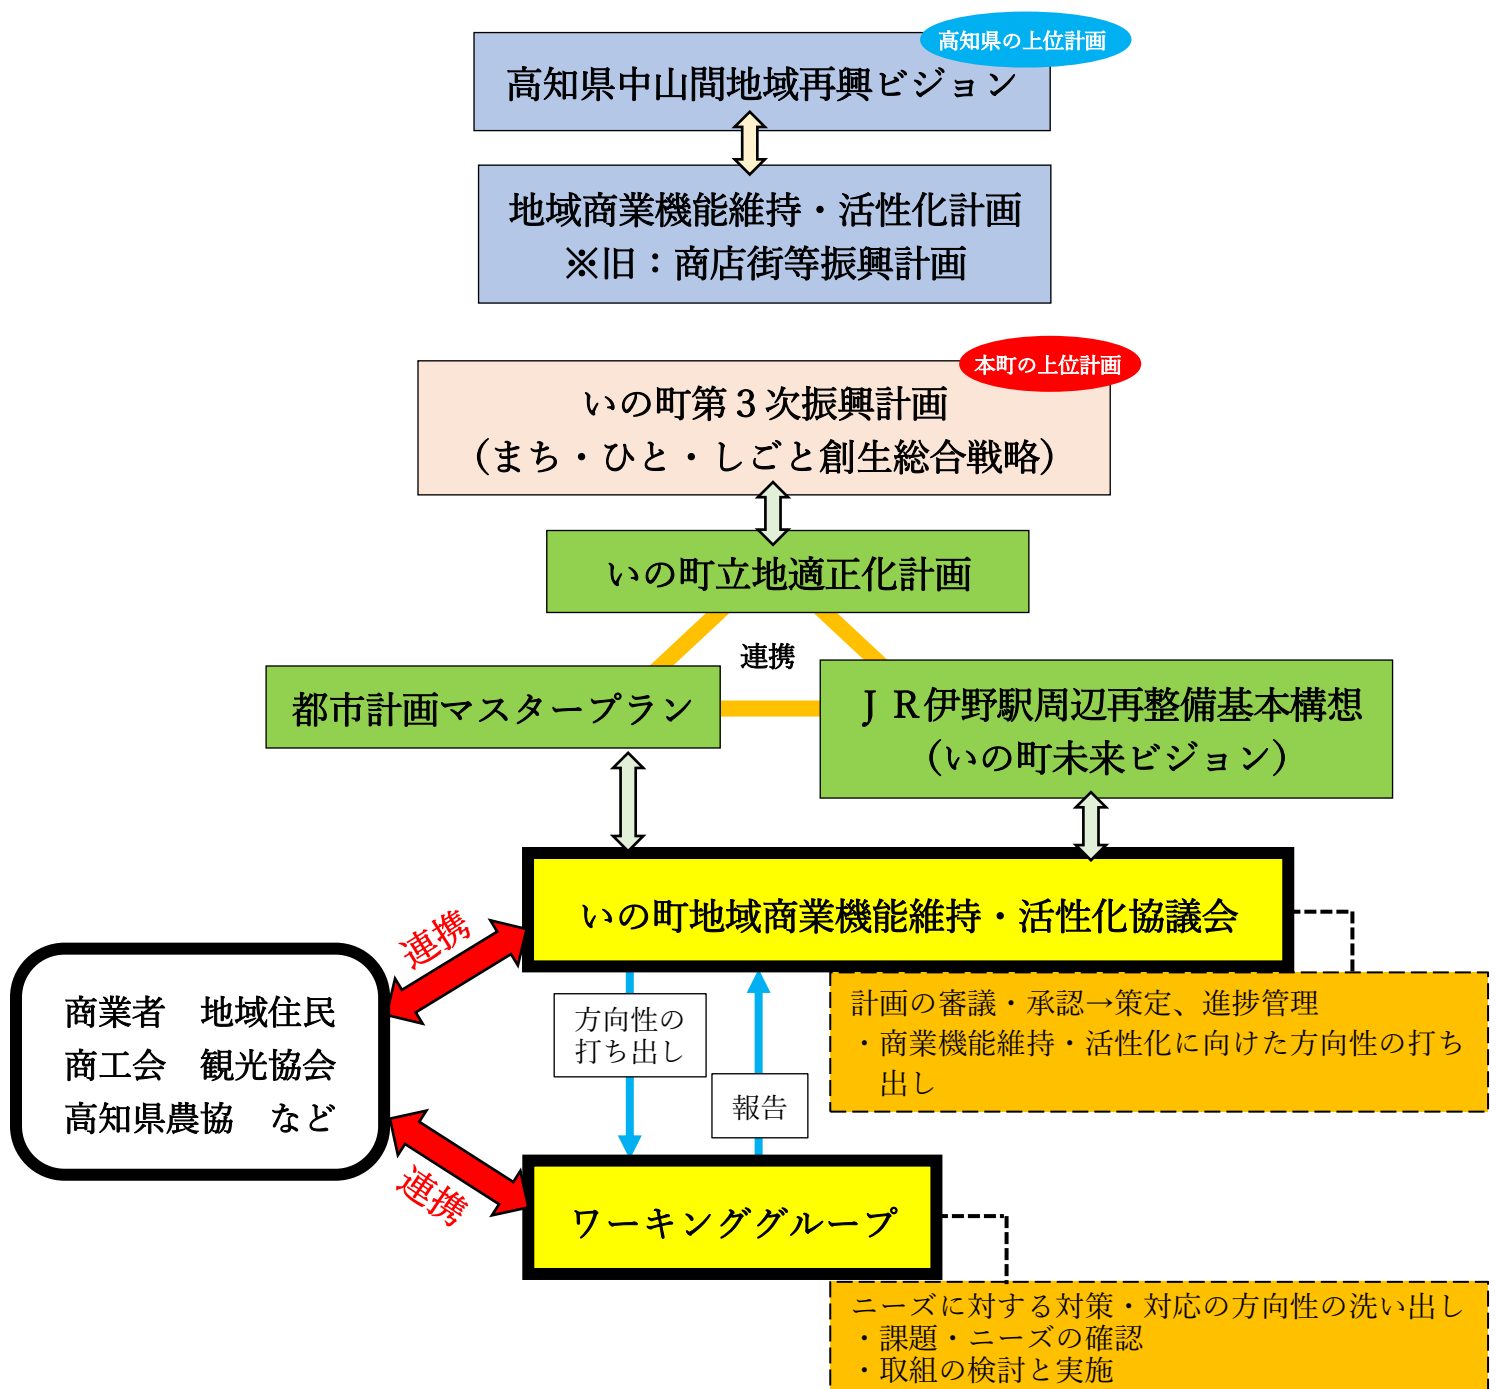 高知県の上位計画
高知県中山間地域再興ビジョン
地域商業機能維持・活性化計画
※旧：商店街等振興計画
本町の上位計画
いの町第３次振興計画
（まち・ひと・しごと創生総合戦略）
いの町立地適正化計画
連携
都市計画マスタープラン
ＪＲ伊野駅周辺再整備基本構想
（いの町未来ビジョン）
いの町地域商業機能維持・活性化協議会
連携
商業者　地域住民
商工会　観光協会
高知県農協　など
連携
方向性の
打ち出し
報告
計画の審議・承認→策定、進捗管理
・商業機能維持・活性化に向けた方向性の打ち
出し
ワーキンググループ
ニーズに対する対策・対応の方向性の洗い出し
・課題・ニーズの確認
・取組の検討と実施